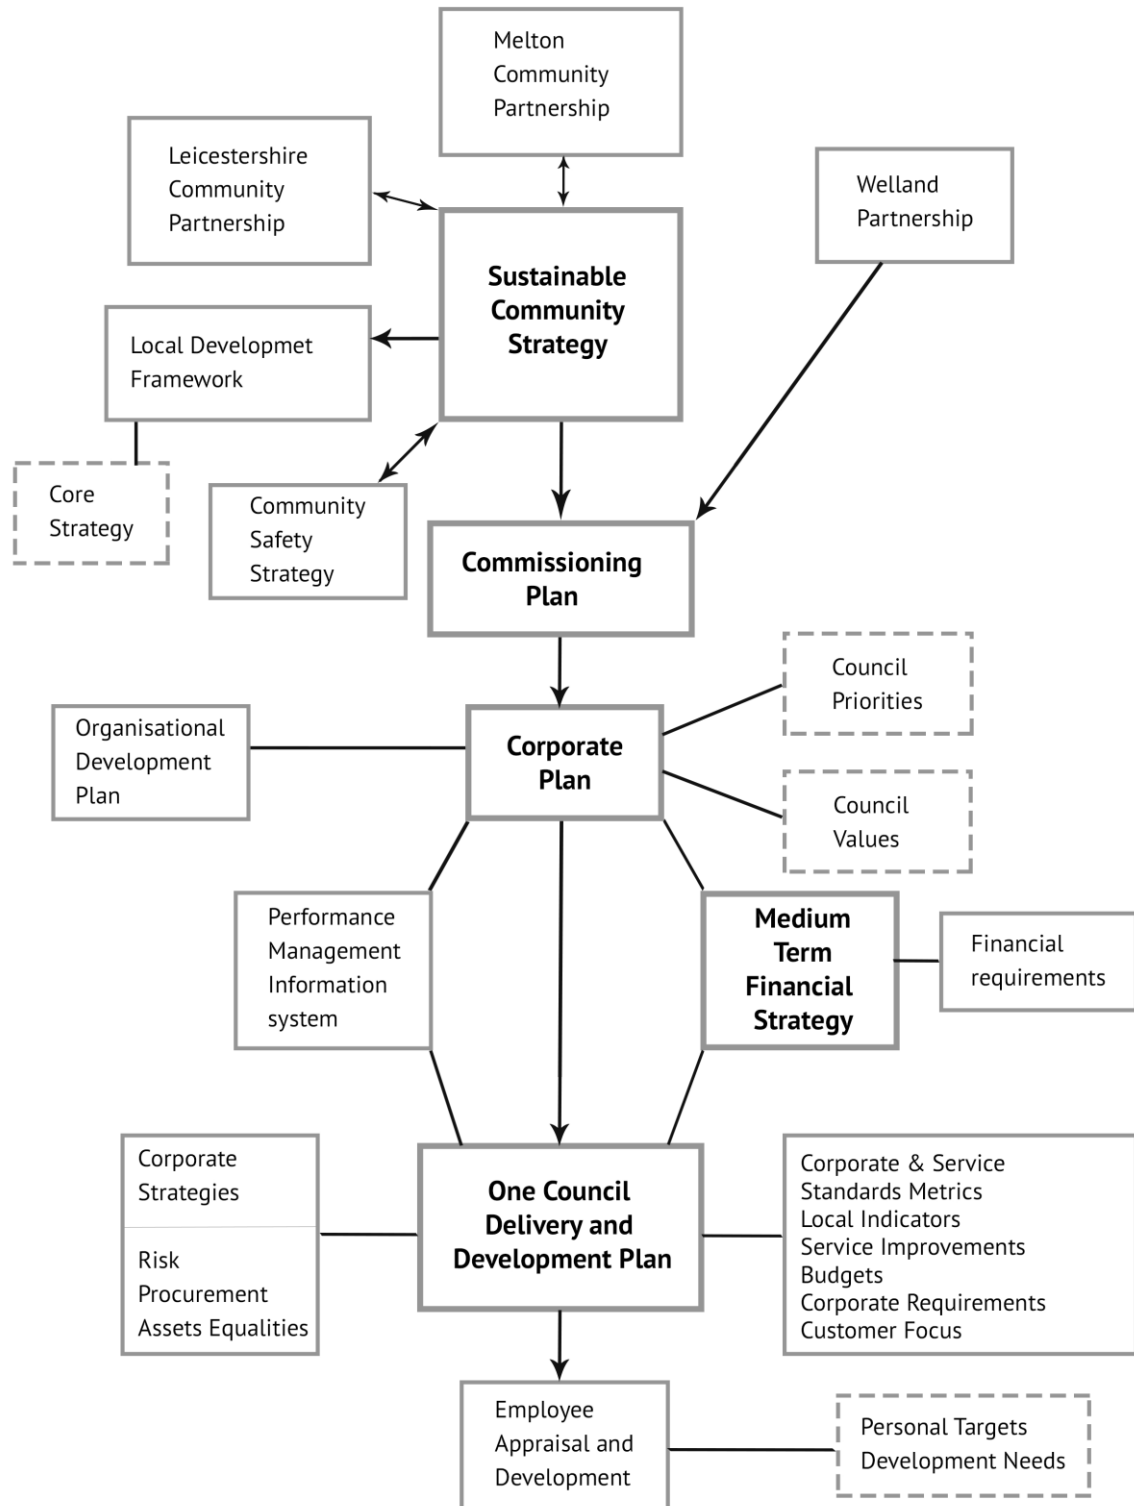 Melton
Community
Partnership
Leicestershire
Community
Partnership
Welland
Partnership
Sustainable
Community
Strategy
Local Developmet
Framework
Core
Strategy
Community
Safety
Strategy
Commissioning
Plan
Council
Priorities
Organisational
Development
Plan
Corporate
Plan
Council
Values
Performance
Management
Information
system
Medium
Term
Financial
Strategy
Financial
requirements
Corporate
Strategies
Risk
Procurement
Assets Equalities
One Council
Delivery and
Development Plan
Corporate & Service
Standards Metrics
Local Indicators
Service Improvements
Budgets
Corporate Requirements
Customer Focus
Employee
Appraisal and
Development
Personal Targets
Development Needs